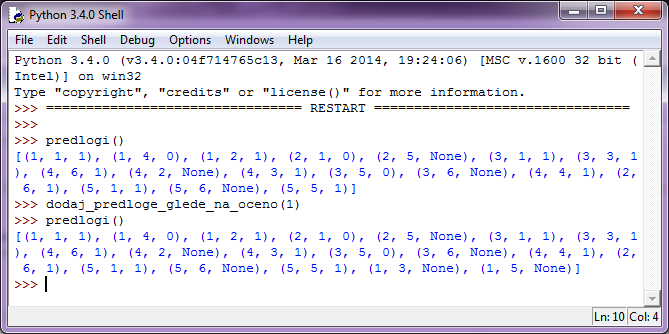 Python 3.4.0 Shell
File Edit Shell Debug Options Windows Help
Python 3.4.0 (v3.4.0:04f714765c13, Mar 16 2014, 19:24:06) [MSC v.1600 32 bit (
Intel)] on win32
Type "copyright", "credits" or "license()" for more information.
>>> ================================ RESTART ================================
>>>
>>> predlogi()
[(1, 1, 1), (1, 4, 0), (1, 2, 1), (2, 1, 0), (2, 5, None), (3, 1, 1), (3, 3, 1
), (4, 6, 1), (4, 2, None), (4, 3, 1), (3, 5, 0), (3, 6, None), (4, 4, 1), (2,
 6, 1), (5, 1, 1), (5, 6, None), (5, 5, 1)]
>>> dodaj_predloge_glede_na_oceno(1)
>>> predlogi()
[(1, 1, 1), (1, 4, 0), (1, 2, 1), (2, 1, 0), (2, 5, None), (3, 1, 1), (3, 3, 1
), (4, 6, 1), (4, 2, None), (4, 3, 1), (3, 5, 0), (3, 6, None), (4, 4, 1), (2,
 6, 1), (5, 1, 1), (5, 6, None), (5, 5, 1), (1, 3, None), (1, 5, None)]
>>>
Ln: 10 Col: 4